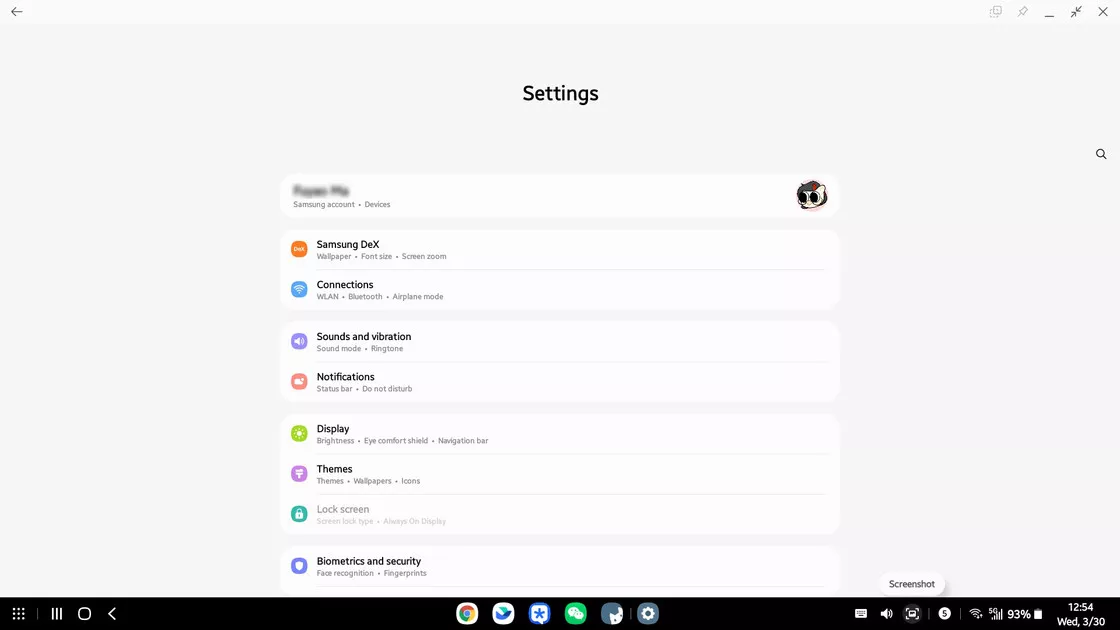 Settings
Samsung account • Devices
DeX
Samsung DeX
Wallpaper • Font size • Screen zoom
Connections
WLAN • Bluetooth • Airplane mode
Sounds and vibration
Sound mode • Ringtone
Notifications
Status bar • Do not disturb
Display
Brightness • Eye comfort shield • Navigation bar
Themes
Themes • Wallpapers • Icons
Lock screen
Screen lock type • Always On Display
Biometrics and security
Face recognition • Fingerprints
Screenshot
5
5G
93%
12:54
Wed, 3/30